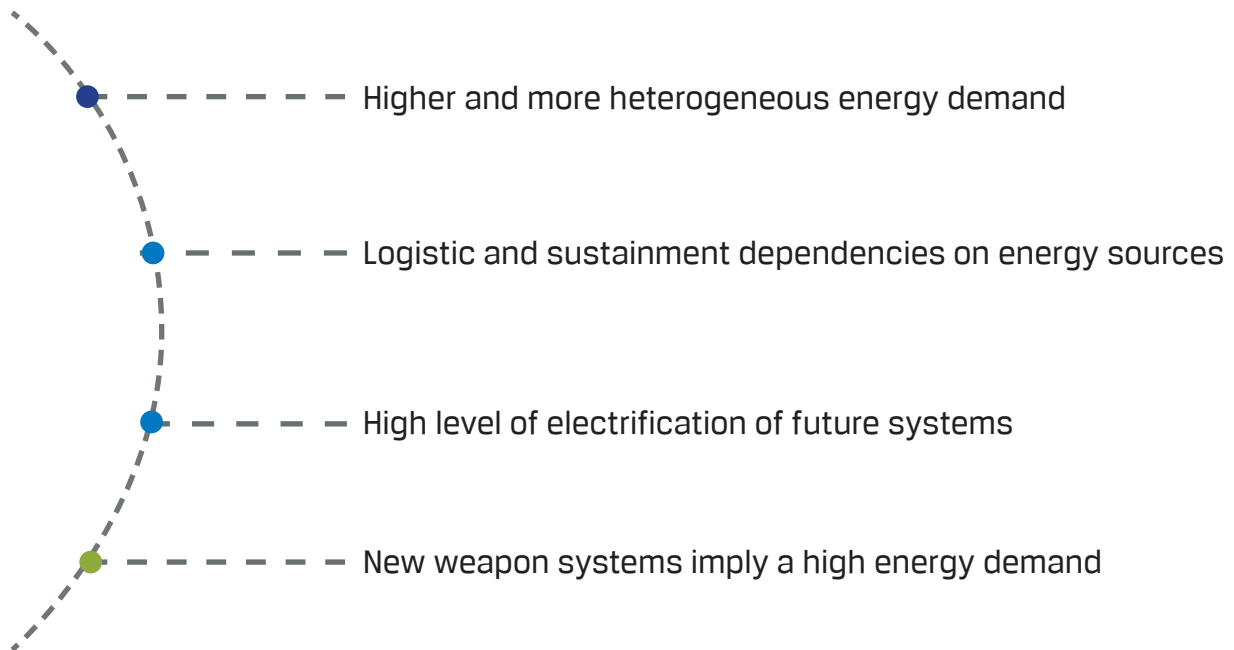 Higher and more heterogeneous energy demand
Logistic and sustainment dependencies on energy sources
High level of electrification of future systems
New weapon systems imply a high energy demand